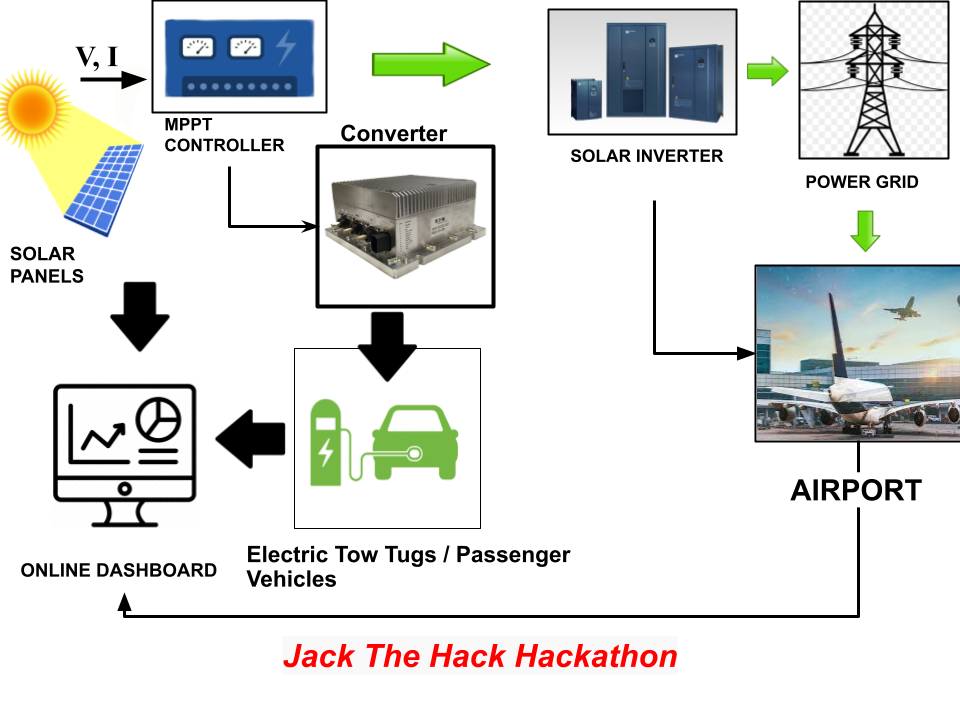 V, I
MPPT
CONTROLLER
Converter
SOLAR INVERTER
POWER GRID
SOLAR
PANELS
AIRPORT
Electric Tow Tugs / Passenger
Vehicles
ONLINE DASHBOARD
Jack The Hack Hackathon